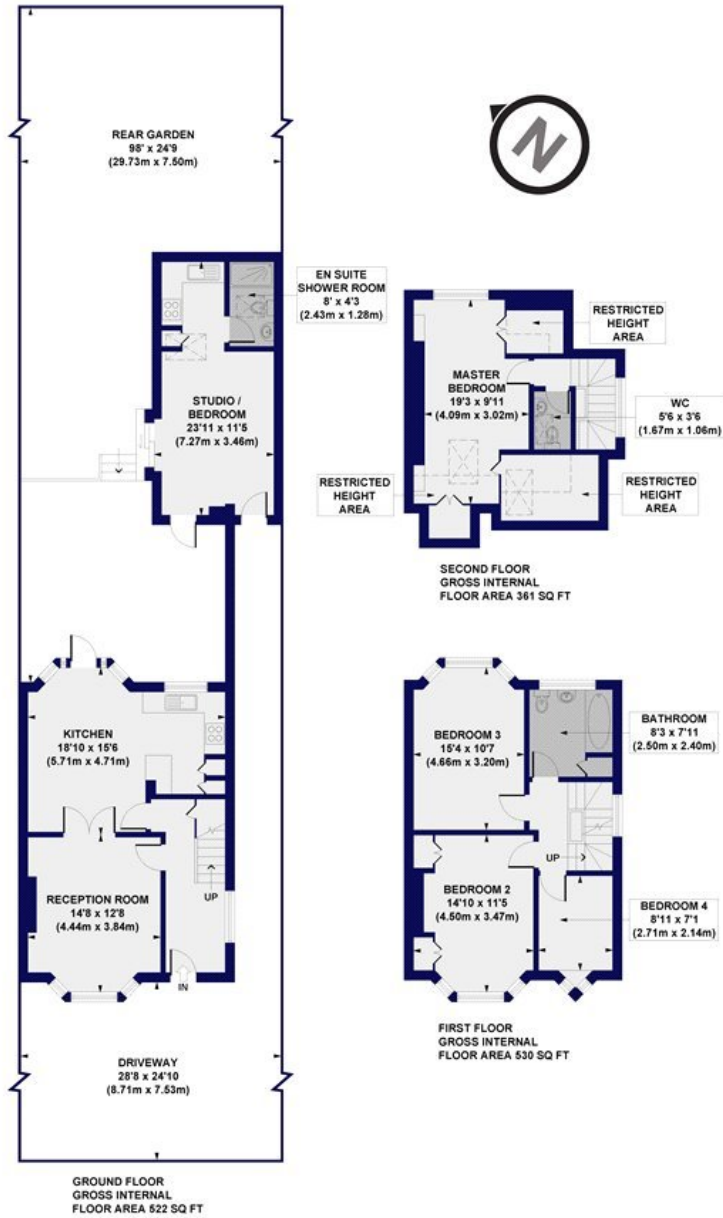 REAR GARDEN
98' x 24'9
(29.73m x 7.50m)
N
EN SUITE
SHOWER ROOM
8' x 4'3
(2.43m x 1.28m)
STUDIO /
BEDROOM
23'11 x 11'5
(7.27m x 3.46m)
RESTRICTED
HEIGHT
AREA
MASTER
BEDROOM
19'3 x 9'11
(4.09m x 3.02m)
WC
5'6 x 3'6
(1.67m x 1.06m)
RESTRICTED
HEIGHT
AREA
RESTRICTED
HEIGHT
AREA
SECOND FLOOR
GROSS INTERNAL
FLOOR AREA 361 SQ FT
KITCHEN
18'10 x 15'6
(5.71m x 4.71m)
RECEPTION ROOM
14'8 x 12'8
(4.44m x 3.84m)
UP
IN
BEDROOM 3
15'4 x 10'7
(4.66m x 3.20m)
BATHROOM
8'3 x 7'11
(2.50m x 2.40m)
UP
BEDROOM 2
14'10 x 11'5
(4.50m x 3.47m)
BEDROOM 4
8'11 x 7'1
(2.71m x 2.14m)
FIRST FLOOR
GROSS INTERNAL
FLOOR AREA 530 SQ FT
DRIVEWAY
28'8 x 24'10
(8.71m x 7.53m)
GROUND FLOOR
GROSS INTERNAL
FLOOR AREA 522 SQ FT